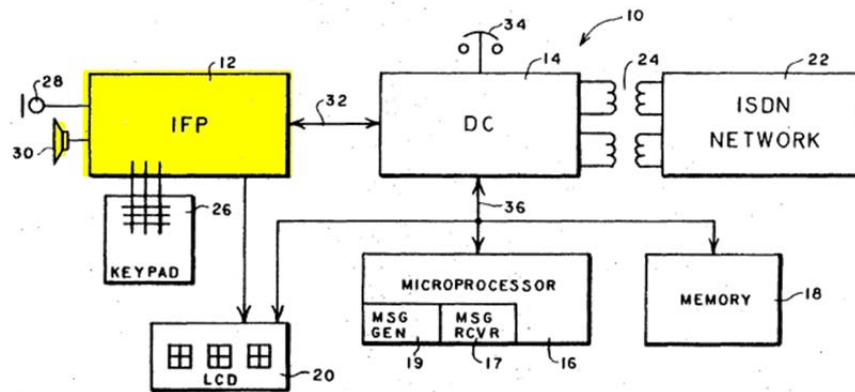 34
10
12
14
24
22
28
IFP
32
DC
ISDN
NETWORK
30
26
36
KEYPAD
MICROPROCESSOR
MEMORY
18
MSG
GEN
MSG
RCVR
LCD
20
19
17
16